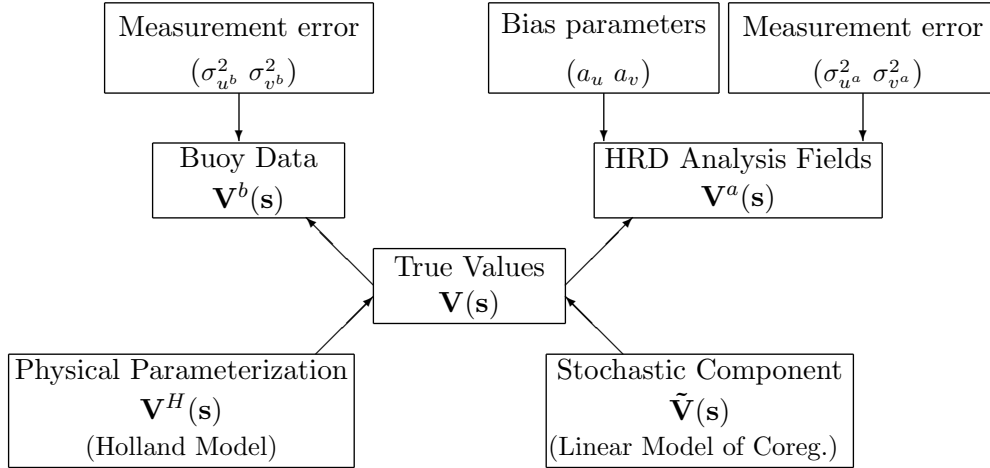 Measurement error
(σ²_{u^b} σ²_{v^b})
Bias parameters
(a_u a_v)
Measurement error
(σ²_{u^a} σ²_{v^a})
Buoy Data
V^b(s)
HRD Analysis Fields
V^a(s)
True Values
V(s)
Physical Parameterization
V^H(s)
(Holland Model)
Stochastic Component
Ṽ(s)
(Linear Model of Coreg.)